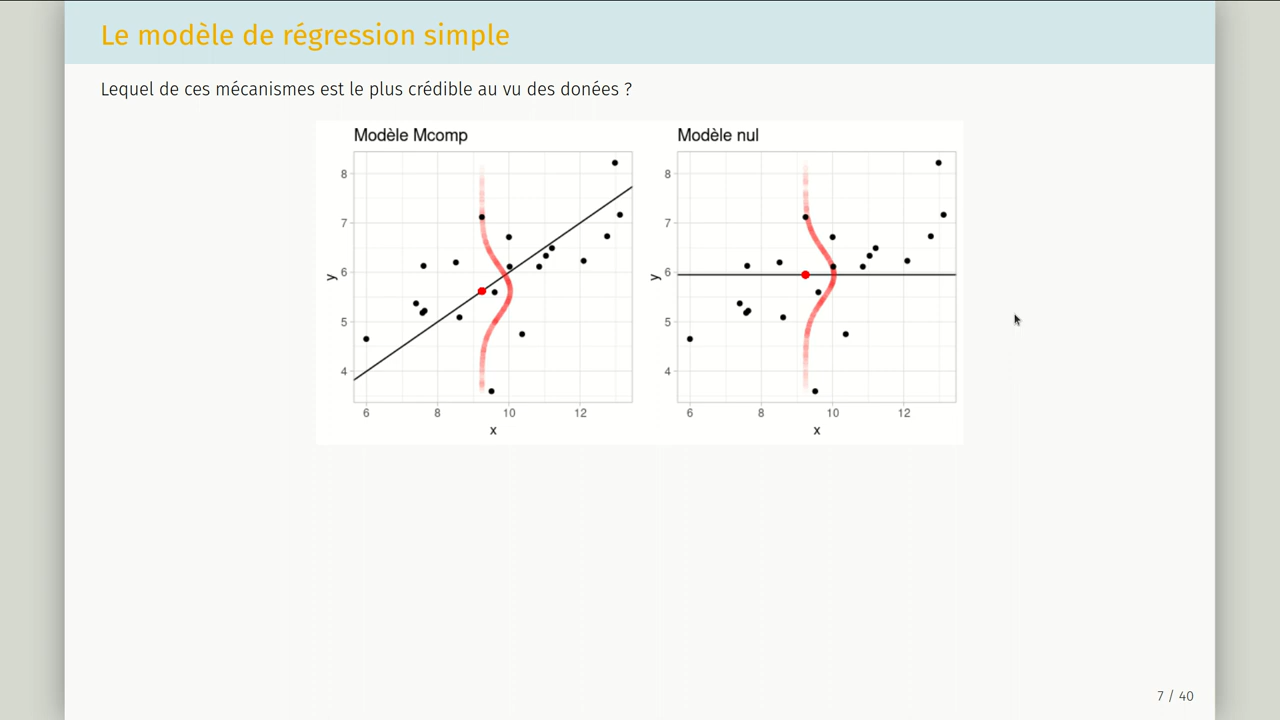 Le modèle de régression simple
Lequel de ces mécanismes est le plus crédible au vu des donées ?
Modèle Mcomp
8
7
6
5
4
y
6 8 10 12
x
Modèle nul
8
7
6
5
4
y
6 8 10 12
x
7 / 40